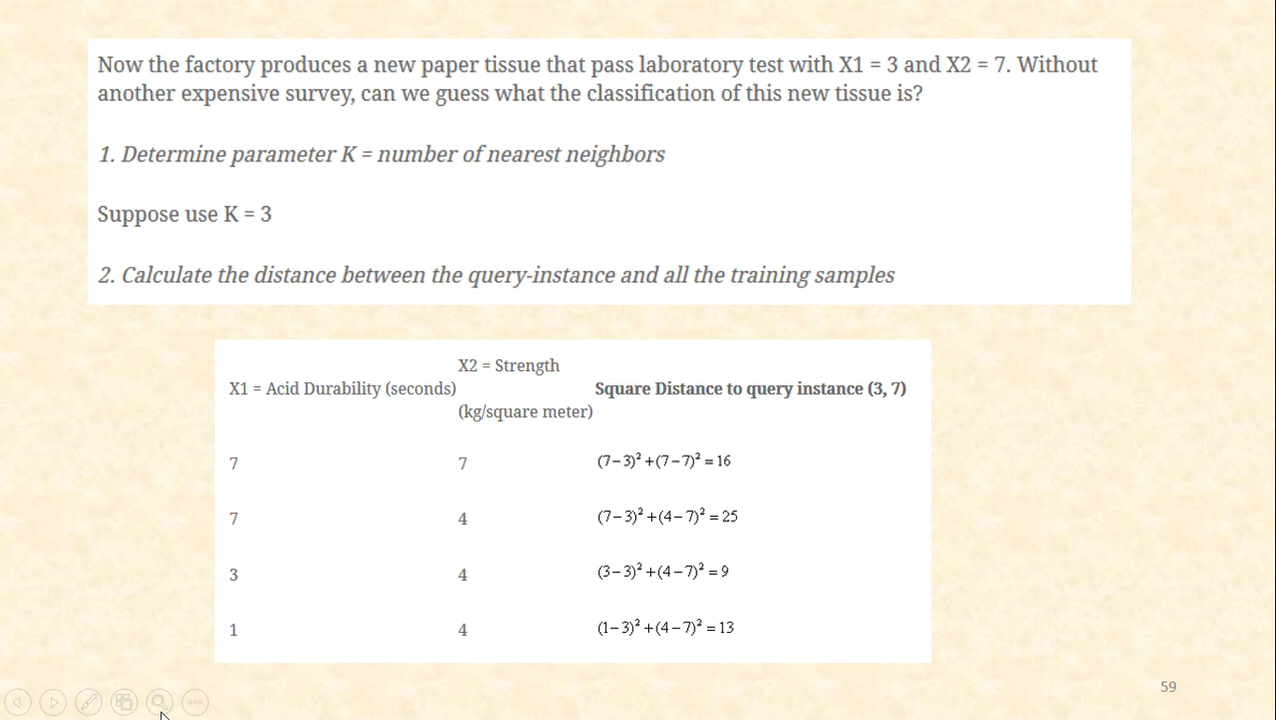 Now the factory produces a new paper tissue that pass laboratory test with X1 = 3 and X2 = 7. Without
another expensive survey, can we guess what the classification of this new tissue is?
1. Determine parameter K = number of nearest neighbors
Suppose use K = 3
2. Calculate the distance between the query-instance and all the training samples
X2 = Strength
X1 = Acid Durability (seconds) Square Distance to query instance (3, 7)
(kg/square meter)
7 7 (7−3)² +(7−7)² = 16
7 4 (7−3)² +(4−7)² = 25
3 4 (3−3)² +(4−7)² = 9
1 4 (1−3)² +(4−7)² = 13
59